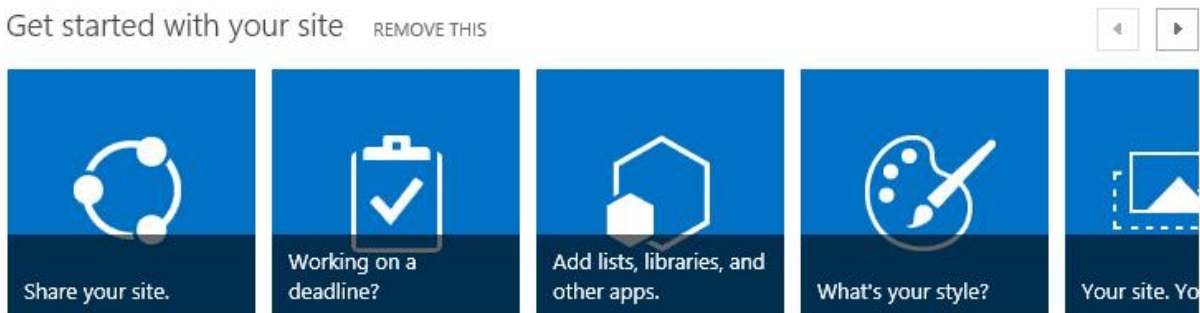 Get started with your site REMOVE THIS
Share your site.
Working on a
deadline?
Add lists, libraries, and
other apps.
What's your style?
Your site. Yo